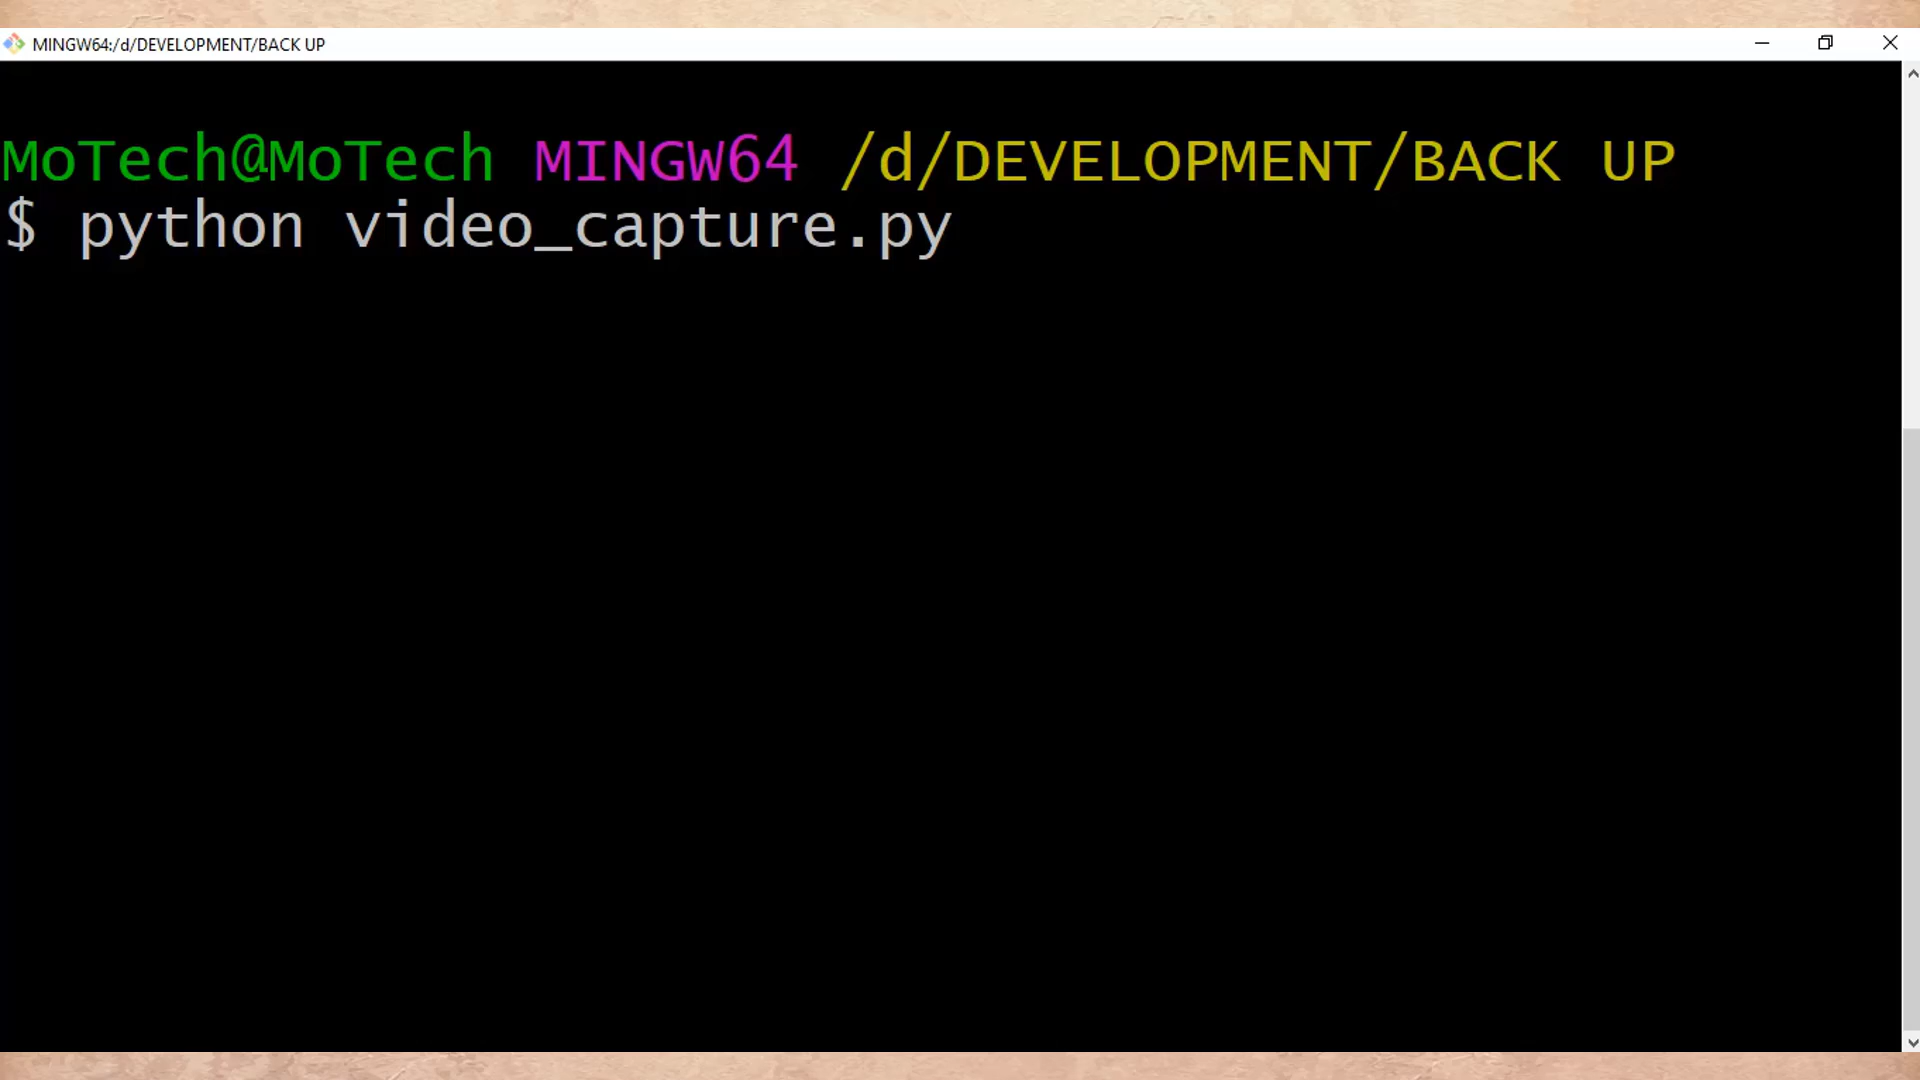 MINGW64:/d/DEVELOPMENT/BACK UP
MoTech@MoTech MINGW64 /d/DEVELOPMENT/BACK UP
$ python video_capture.py